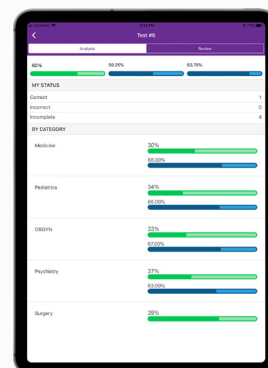 Test #6
Analysis
Review
60%
59.25%
83.76%
MY STATUS
Correct 1
Incorrect 0
Incomplete 4
BY CATEGORY
Medicine
30%
68.00%
Pediatrics
34%
66.00%
OBGYN
33%
67.00%
Psychiatry
37%
63.00%
Surgery
39%